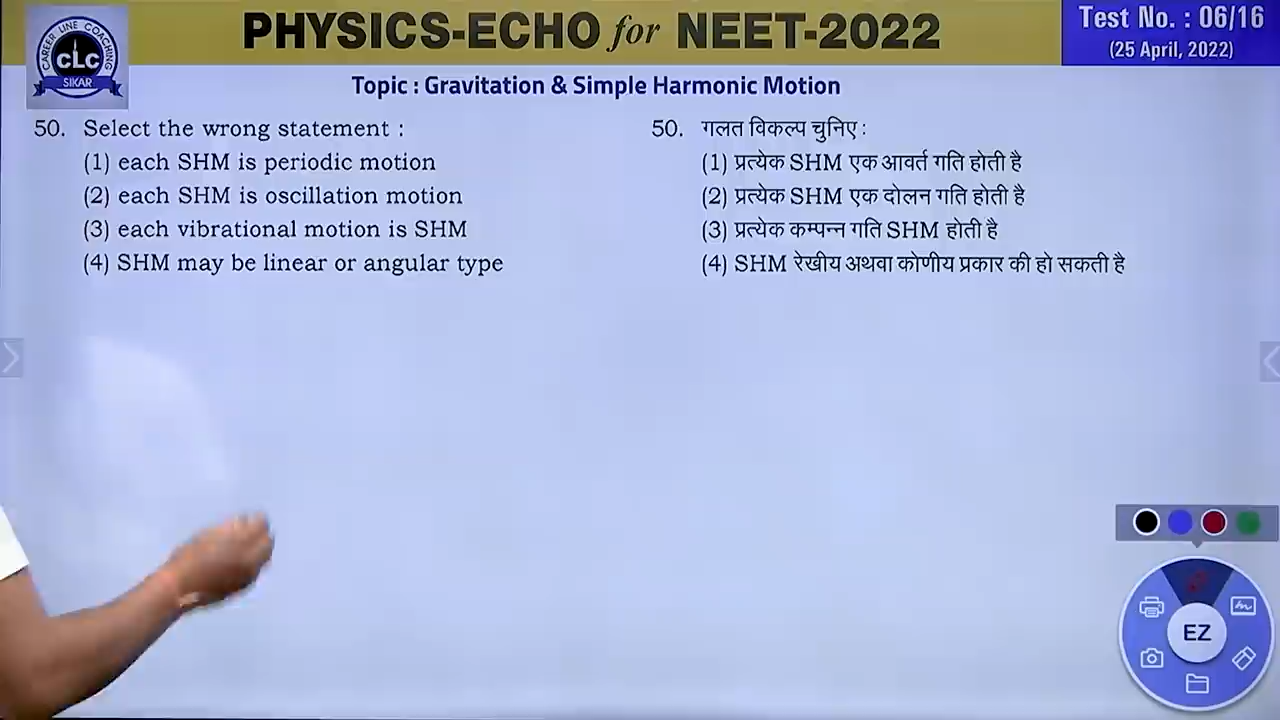 PHYSICS-ECHO for NEET-2022
Test No. : 06/16
(25 April, 2022)
CAREER LINE COACHING
CLC
SIKAR
Topic : Gravitation & Simple Harmonic Motion
50. Select the wrong statement :
(1) each SHM is periodic motion
(2) each SHM is oscillation motion
(3) each vibrational motion is SHM
(4) SHM may be linear or angular type
50. गलत विकल्प चुनिए :
(1) प्रत्येक SHM एक आवर्त गति होती है
(2) प्रत्येक SHM एक दोलन गति होती है
(3) प्रत्येक कम्पन्न गति SHM होती है
(4) SHM रेखीय अथवा कोणीय प्रकार की हो सकती है
EZ